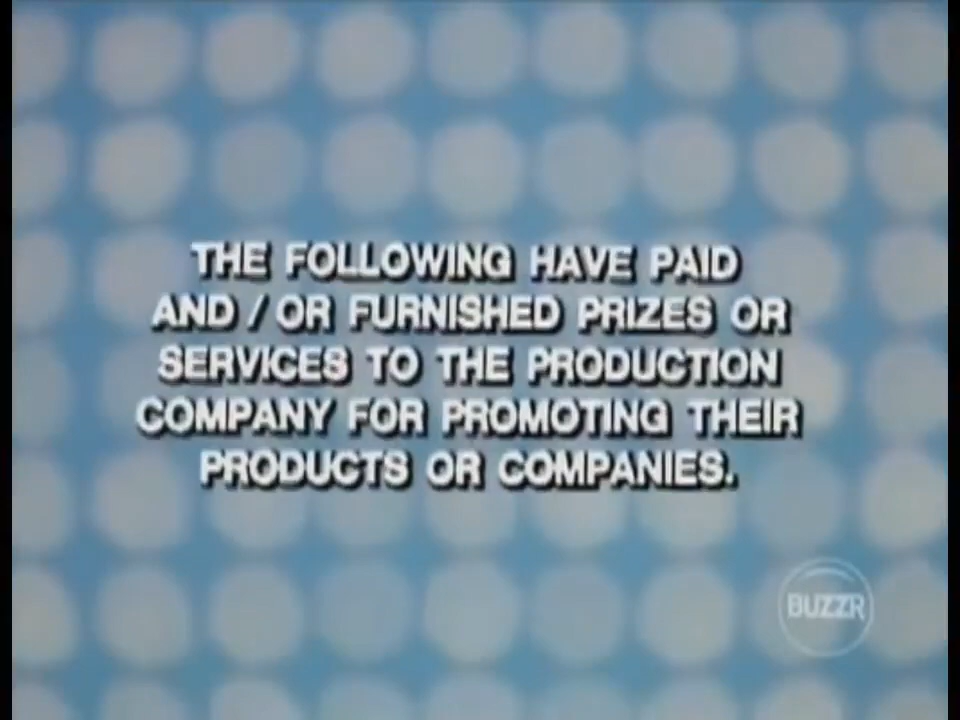 THE FOLLOWING HAVE PAID
AND / OR FURNISHED PRIZES OR
SERVICES TO THE PRODUCTION
COMPANY FOR PROMOTING THEIR
PRODUCTS OR COMPANIES.
BUZZR